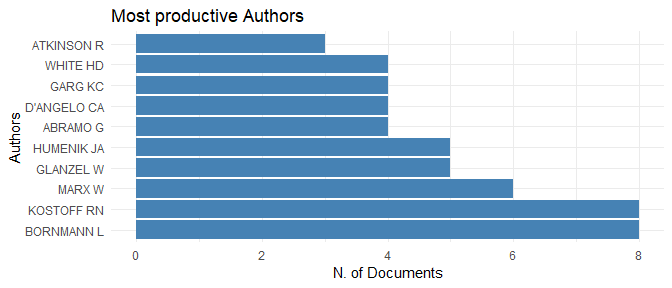 Most productive Authors
Authors
ATKINSON R
WHITE HD
GARG KC
D'ANGELO CA
ABRAMO G
HUMENIK JA
GLANZEL W
MARX W
KOSTOFF RN
BORNMANN L
0 2 4 6 8
N. of Documents